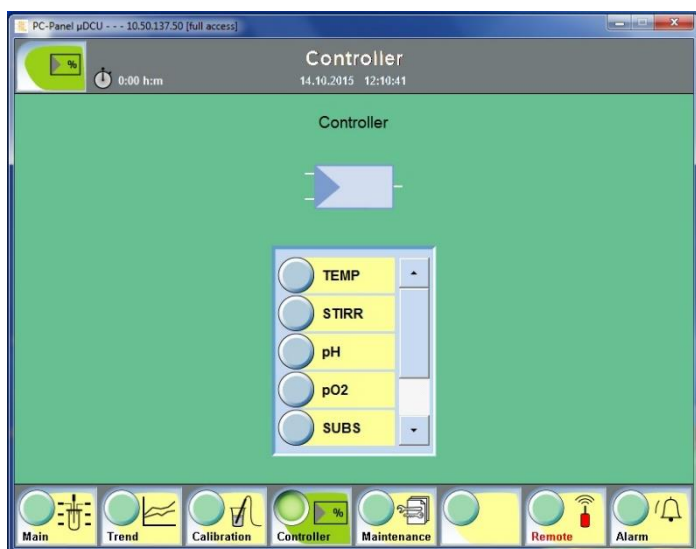 PC-Panel µDCU - - - 10.50.137.50 [full access]
%
0:00 h:m
Controller
14.10.2015 12:10:41
Controller
TEMP
STIRR
pH
pO2
SUBS
%
Main
Trend
Calibration
Controller
Maintenance
Remote
Alarm